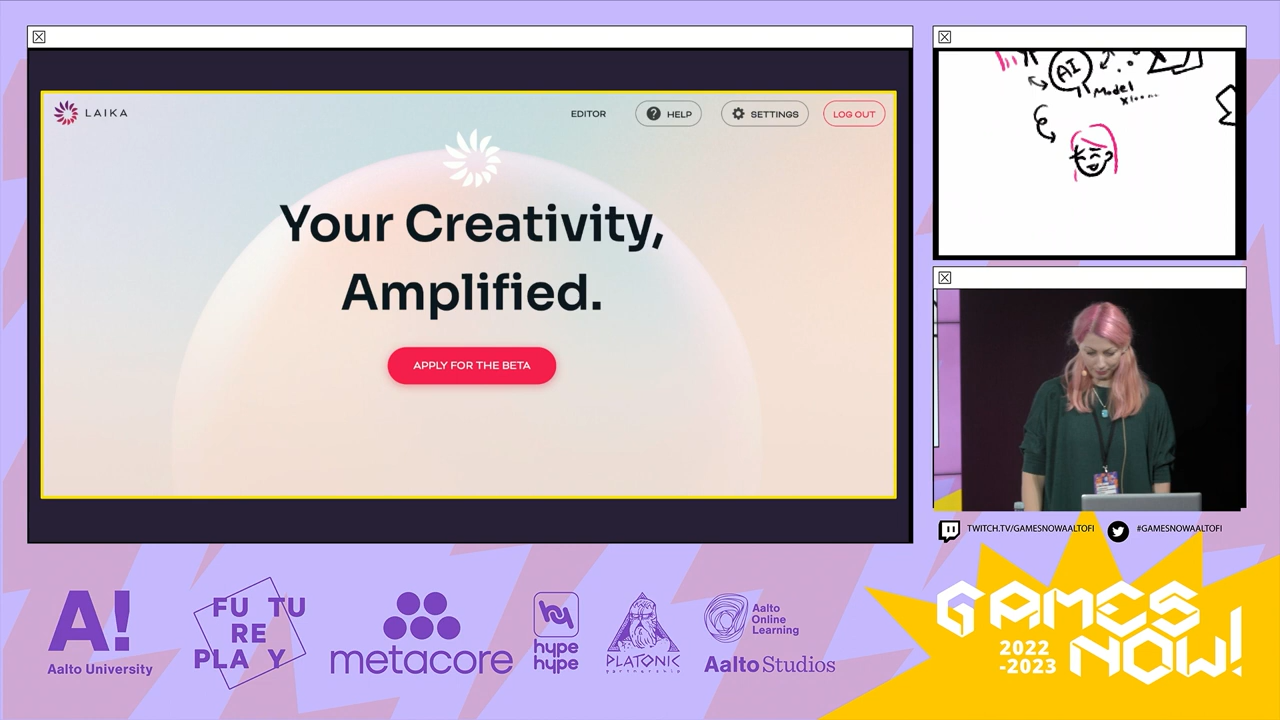 LAIKA
EDITOR
HELP
SETTINGS
LOG OUT
Your Creativity,
Amplified.
APPLY FOR THE BETA
AI
Model
TWITCH.TV/GAMESNOWAALTOFI
#GAMESNOWAALTOFI
A!
Aalto University
FU TU
RE
PLA Y
metacore
hype
hype
PLATONIC
partnership
Aalto
Online
Learning
Aalto Studios
GAMES
NOW!
2022
-2023